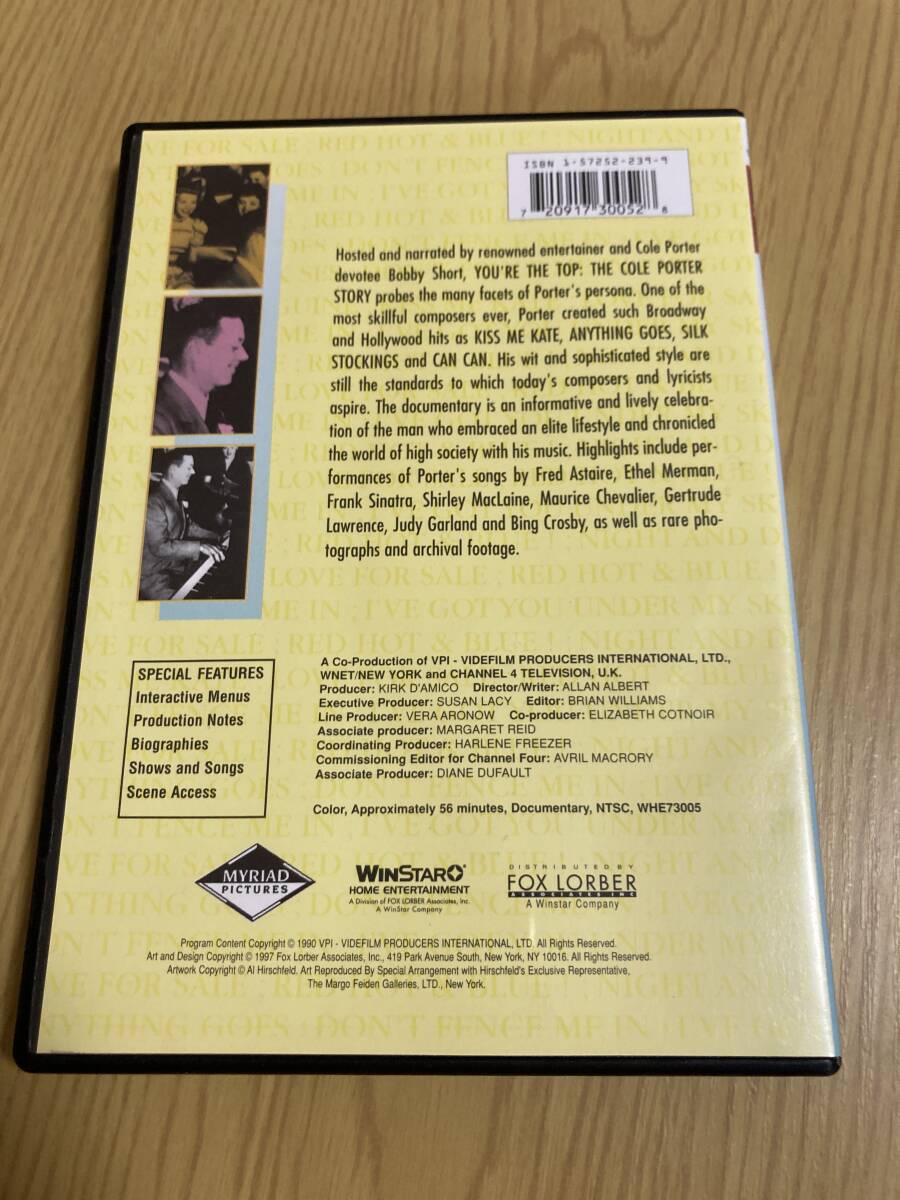 ISBN 1-57252-239-9
7 20917 30052 8
Hosted and narrated by renowned entertainer and Cole Porter
devotee Bobby Short, YOU'RE THE TOP: THE COLE PORTER
STORY probes the many facets of Porter's persona. One of the
most skillful composers ever, Porter created such Broadway
and Hollywood hits as KISS ME KATE, ANYTHING GOES, SILK
STOCKINGS and CAN CAN. His wit and sophisticated style are
still the standards to which today's composers and lyricists
aspire. The documentary is an informative and lively celebra-
tion of the man who embraced an elite lifestyle and chronicled
the world of high society with his music. Highlights include per-
formances of Porter's songs by Fred Astaire, Ethel Merman,
Frank Sinatra, Shirley MacLaine, Maurice Chevalier, Gertrude
Lawrence, Judy Garland and Bing Crosby, as well as rare pho-
tographs and archival footage.
SPECIAL FEATURES
Interactive Menus
Production Notes
Biographies
Shows and Songs
Scene Access
A Co-Production of VPI - VIDEFILM PRODUCERS INTERNATIONAL, LTD.,
WNET/NEW YORK and CHANNEL 4 TELEVISION, U.K.
Producer: KIRK D'AMICO Director/Writer: ALLAN ALBERT
Executive Producer: SUSAN LACY Editor: BRIAN WILLIAMS
Line Producer: VERA ARONOW Co-producer: ELIZABETH COTNOIR
Associate producer: MARGARET REID
Coordinating Producer: HARLENE FREEZER
Commissioning Editor for Channel Four: AVRIL MACRORY
Associate Producer: DIANE DUFAULT
Color, Approximately 56 minutes, Documentary, NTSC, WHE73005
MYRIAD
PICTURES
WINSTAR
HOME ENTERTAINMENT
A Division of FOX LORBER Associates, Inc.
A WinStar Company
DISTRIBUTED BY
FOX LORBER
ASSOCIATES INC
A Winstar Company
Program Content Copyright © 1990 VPI - VIDEFILM PRODUCERS INTERNATIONAL, LTD. All Rights Reserved.
Art and Design Copyright © 1997 Fox Lorber Associates, Inc., 419 Park Avenue South, New York, NY 10016. All Rights Reserved.
Artwork Copyright © Al Hirschfeld. Art Reproduced By Special Arrangement with Hirschfeld's Exclusive Representative,
The Margo Feiden Galleries, LTD., New York.